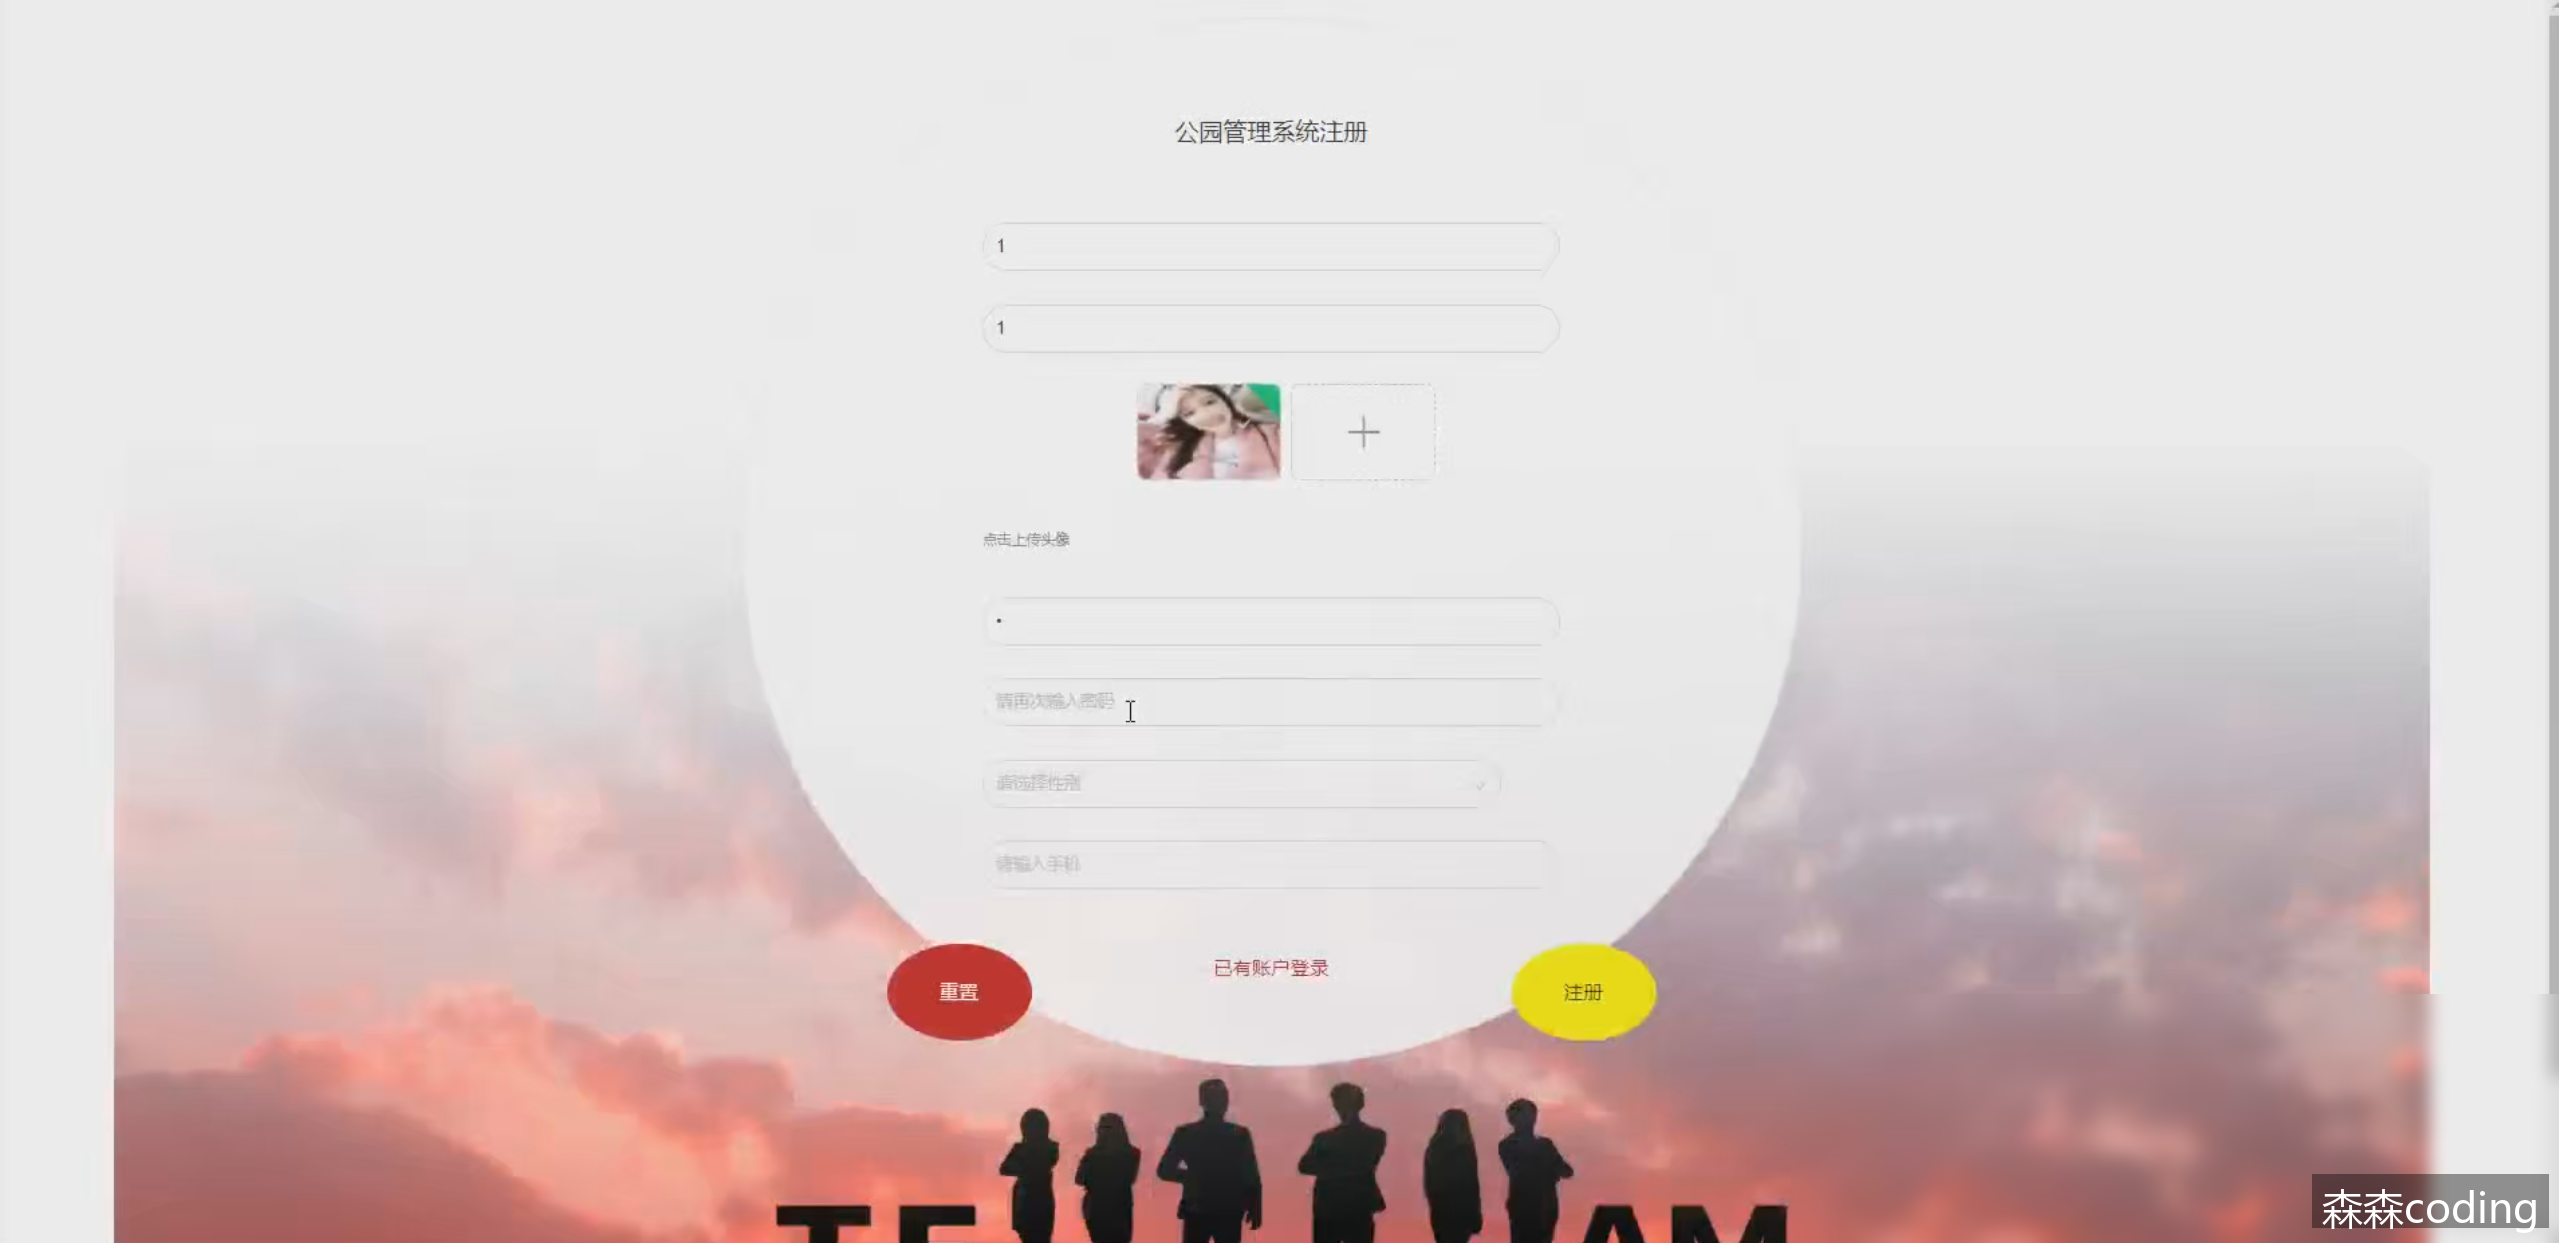 公园管理系统注册
1
1
点击上传头像
•
请再次输入密码
请选择性别
请输入手机
重置
已有账户登录
注册
TE AM
森森coding